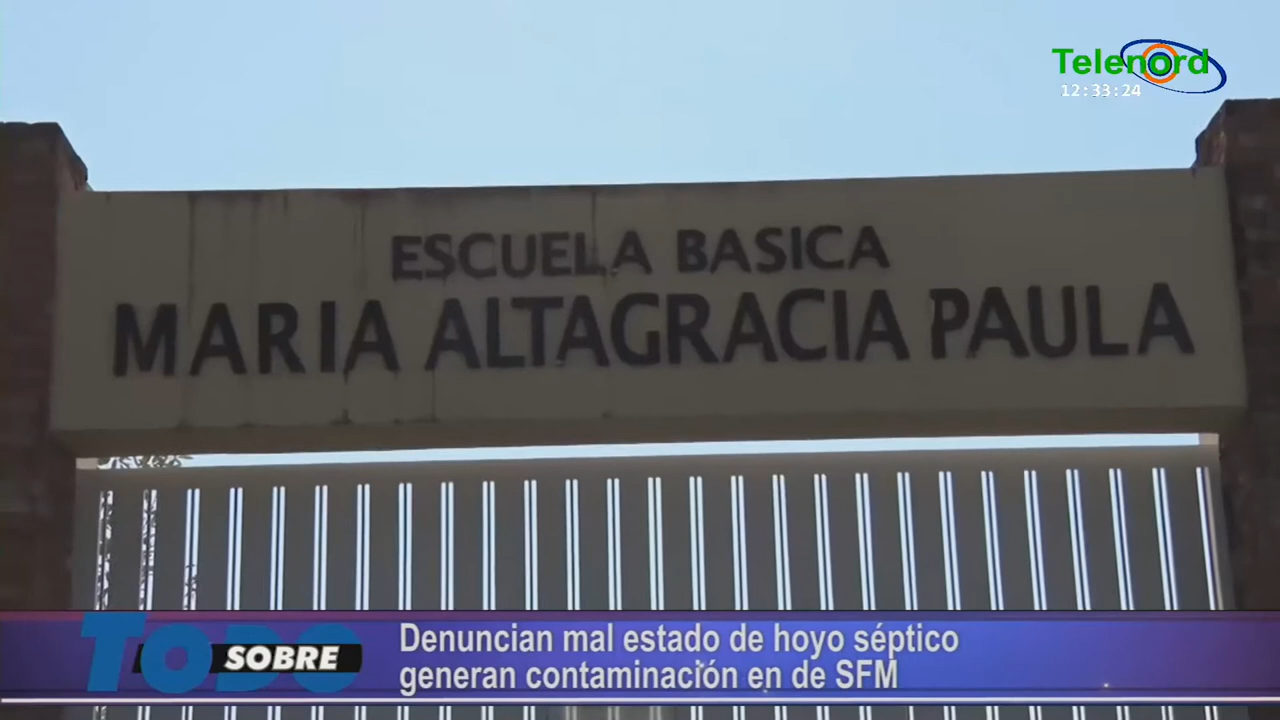 Telenord
12:33:24
ESCUELA BASICA
MARIA ALTAGRACIA PAULA
TODO
SOBRE
Denuncian mal estado de hoyo séptico
generan contaminación en de SFM